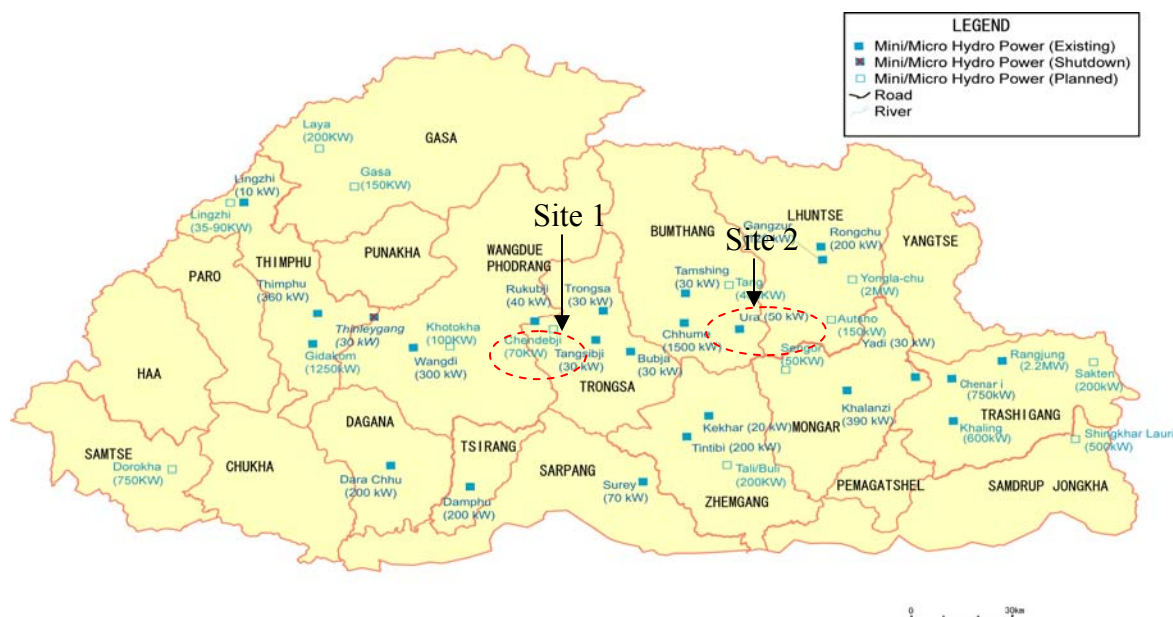 LEGEND
Mini/Micro Hydro Power (Existing)
Mini/Micro Hydro Power (Shutdown)
Mini/Micro Hydro Power (Planned)
Road
River
Laya
(200KW)
GASA
Gasa
(150KW)
Lingzhi
(10 kW)
Lingzhi
(35-90KW)
PUNAKHA
PARO
THIMPHU
Thimphu
(360 kW)
Thinleygang
(30 kW)
Gidakom
(1250kW)
HAA
Site 1
WANGDUE
PHODRANG
Rukubji
(40 kW)
Trongsa
(30 kW)
Khotokha
(100KW)
Wangdi
(300 kW)
Chendebji
(70KW)
Tangsibji
(30 kW)
Bubja
(30 kW)
TRONGSA
BUMTHANG
Site 2
Tamshing
(30 kW)
Tang
Chhume
(1500 kW)
Ura (50 kW)
LHUNTSE
Gangzur
Rongchu
(200 kW)
YANGTSE
Yongla-chu
(2MW)
Autsho
(150kW)
Yadi (30 kW)
Sengor
(50KW)
Rangjung
(2.2MW)
Sakten
(200kW)
Chenar i
(750kW)
TRASHIGANG
Khaling
(600kW)
Khalanzi
(390 kW)
MONGAR
Kekhar (20 kW)
Tintibi (200 kW)
Tali/Buli
(200KW)
ZHEMGANG
Shingkhar Lauri
(500kW)
PEMAGATSHEL
SAMDRUP JONGKHA
DAGANA
TSIRANG
SARPANG
Surey
(70 kW)
Dara Chhu
(200 kW)
Damphu
(200 kW)
SAMTSE
Dorokha
(750KW)
CHUKHA
0 30km